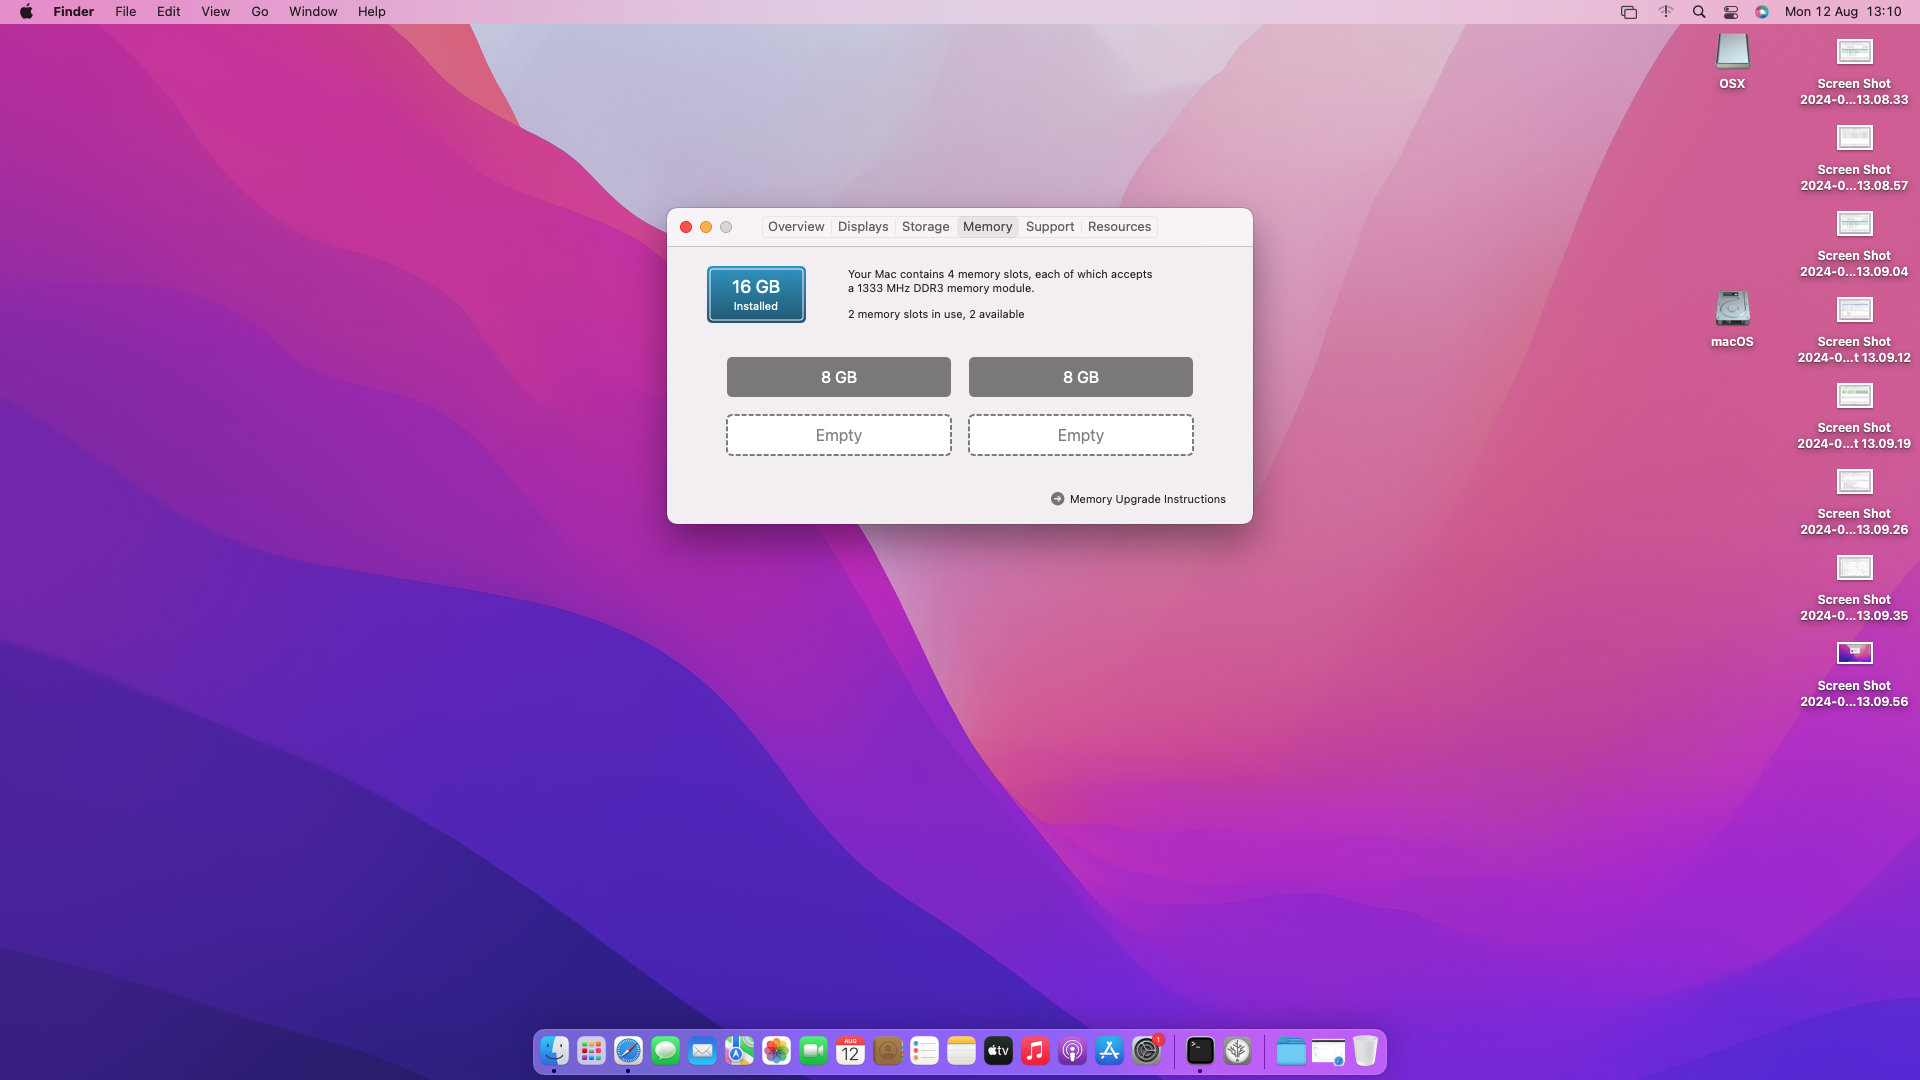 Finder File Edit View Go Window Help
Mon 12 Aug 13:10
Overview Displays Storage Memory Support Resources
16 GB
Installed
Your Mac contains 4 memory slots, each of which accepts
a 1333 MHz DDR3 memory module.
2 memory slots in use, 2 available
8 GB 8 GB
Empty Empty
Memory Upgrade Instructions
OSX
macOS
Screen Shot
2024-0...13.08.33
Screen Shot
2024-0...13.08.57
Screen Shot
2024-0...13.09.04
Screen Shot
2024-0...t 13.09.12
Screen Shot
2024-0...t 13.09.19
Screen Shot
2024-0...13.09.26
Screen Shot
2024-0...13.09.35
Screen Shot
2024-0...13.09.56
AUG
12
tv
1
>_